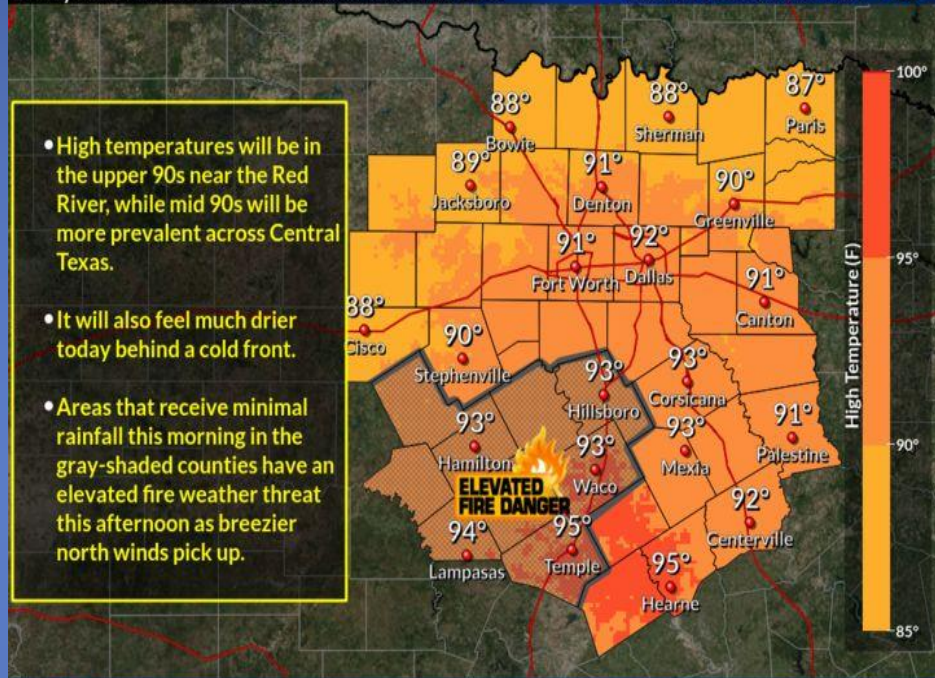 •High temperatures will be in
the upper 90s near the Red
River, while mid 90s will be
more prevalent across Central
Texas.
•It will also feel much drier
today behind a cold front.
•Areas that receive minimal
rainfall this morning in the
gray-shaded counties have an
elevated fire weather threat
this afternoon as breezier
north winds pick up.
88°
Bowie
88°
Sherman
87°
Paris
89°
Jacksboro
91°
Denton
90°
Greenville
91°
Fort Worth
92°
Dallas
91°
Canton
88°
Cisco
90°
Stephenville
93°
Hillsboro
93°
Corsicana
93°
Hamilton
93°
Waco
93°
Mexia
91°
Palestine
ELEVATED
FIRE DANGER
94°
Lampasas
95°
Temple
95°
Hearne
92°
Centerville
100°
95°
90°
85°
High Temperature (F)